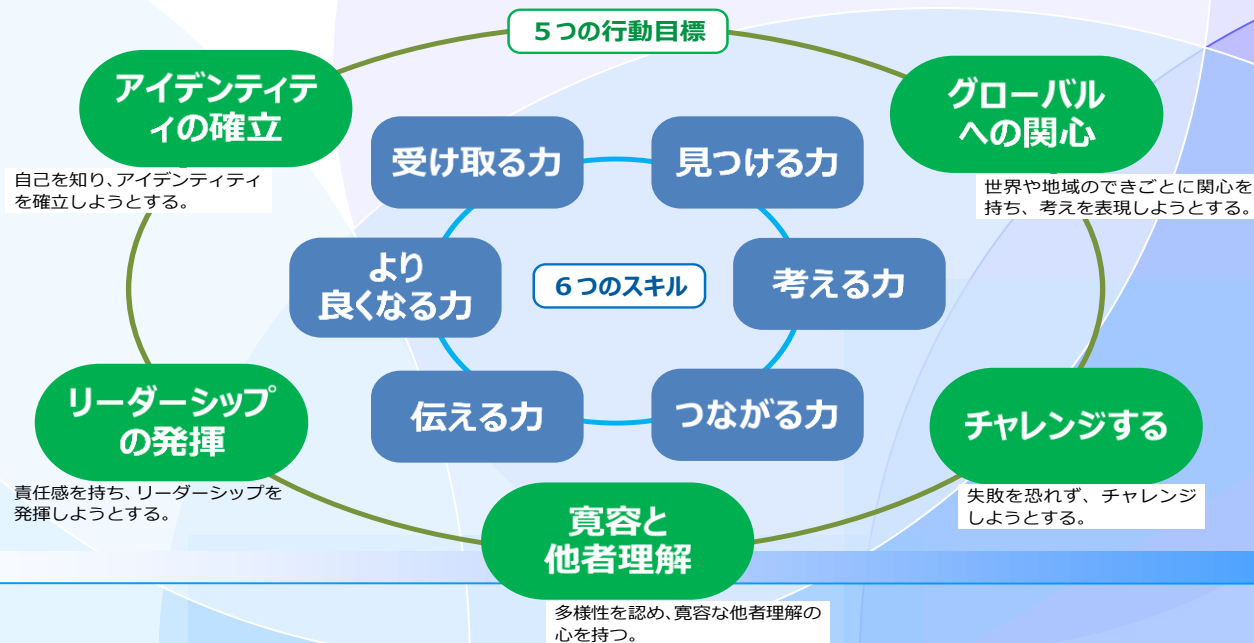 ５つの行動目標
アイデンティテ
ィの確立
自己を知り、アイデンティティ
を確立しようとする。
グローバル
への関心
世界や地域のできごとに関心を
持ち、考えを表現しようとする。
受け取る力
見つける力
より
良くなる力
６つのスキル
考える力
伝える力
つながる力
リーダーシップ
の発揮
責任感を持ち、リーダーシップを
発揮しようとする。
チャレンジする
失敗を恐れず、チャレンジ
しようとする。
寛容と
他者理解
多様性を認め、寛容な他者理解の
心を持つ。